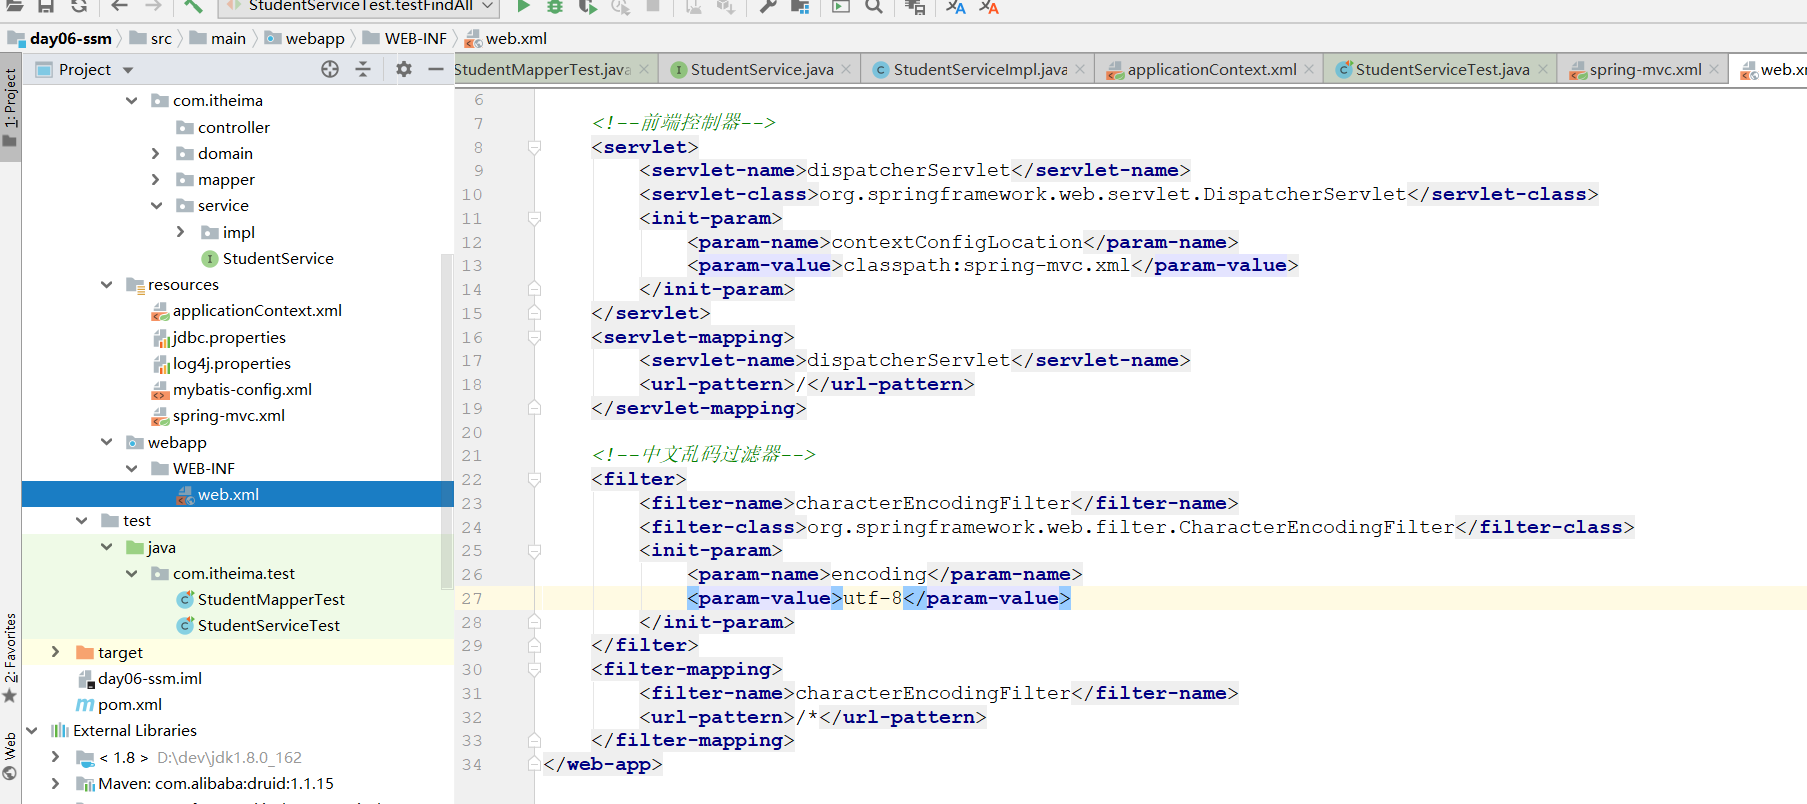 StudentServiceTest.testFindAll
day06-ssm src main webapp WEB-INF web.xml
Project
StudentMapperTest.java StudentService.java StudentServiceImpl.java applicationContext.xml StudentServiceTest.java spring-mvc.xml
1: Project
2: Favorites
Web
com.itheima
controller
domain
mapper
service
impl
StudentService
resources
applicationContext.xml
jdbc.properties
log4j.properties
mybatis-config.xml
spring-mvc.xml
webapp
WEB-INF
web.xml
test
java
com.itheima.test
StudentMapperTest
StudentServiceTest
target
day06-ssm.iml
pom.xml
External Libraries
< 1.8 > D:\dev\jdk1.8.0_162
Maven: com.alibaba:druid:1.1.15
6
7 <!--前端控制器-->
8 <servlet>
9 <servlet-name>dispatcherServlet</servlet-name>
10 <servlet-class>org.springframework.web.servlet.DispatcherServlet</servlet-class>
11 <init-param>
12 <param-name>contextConfigLocation</param-name>
13 <param-value>classpath:spring-mvc.xml</param-value>
14 </init-param>
15 </servlet>
16 <servlet-mapping>
17 <servlet-name>dispatcherServlet</servlet-name>
18 <url-pattern>/</url-pattern>
19 </servlet-mapping>
20
21 <!--中文乱码过滤器-->
22 <filter>
23 <filter-name>characterEncodingFilter</filter-name>
24 <filter-class>org.springframework.web.filter.CharacterEncodingFilter</filter-class>
25 <init-param>
26 <param-name>encoding</param-name>
27 <param-value>utf-8</param-value>
28 </init-param>
29 </filter>
30 <filter-mapping>
31 <filter-name>characterEncodingFilter</filter-name>
32 <url-pattern>/*</url-pattern>
33 </filter-mapping>
34 </web-app>